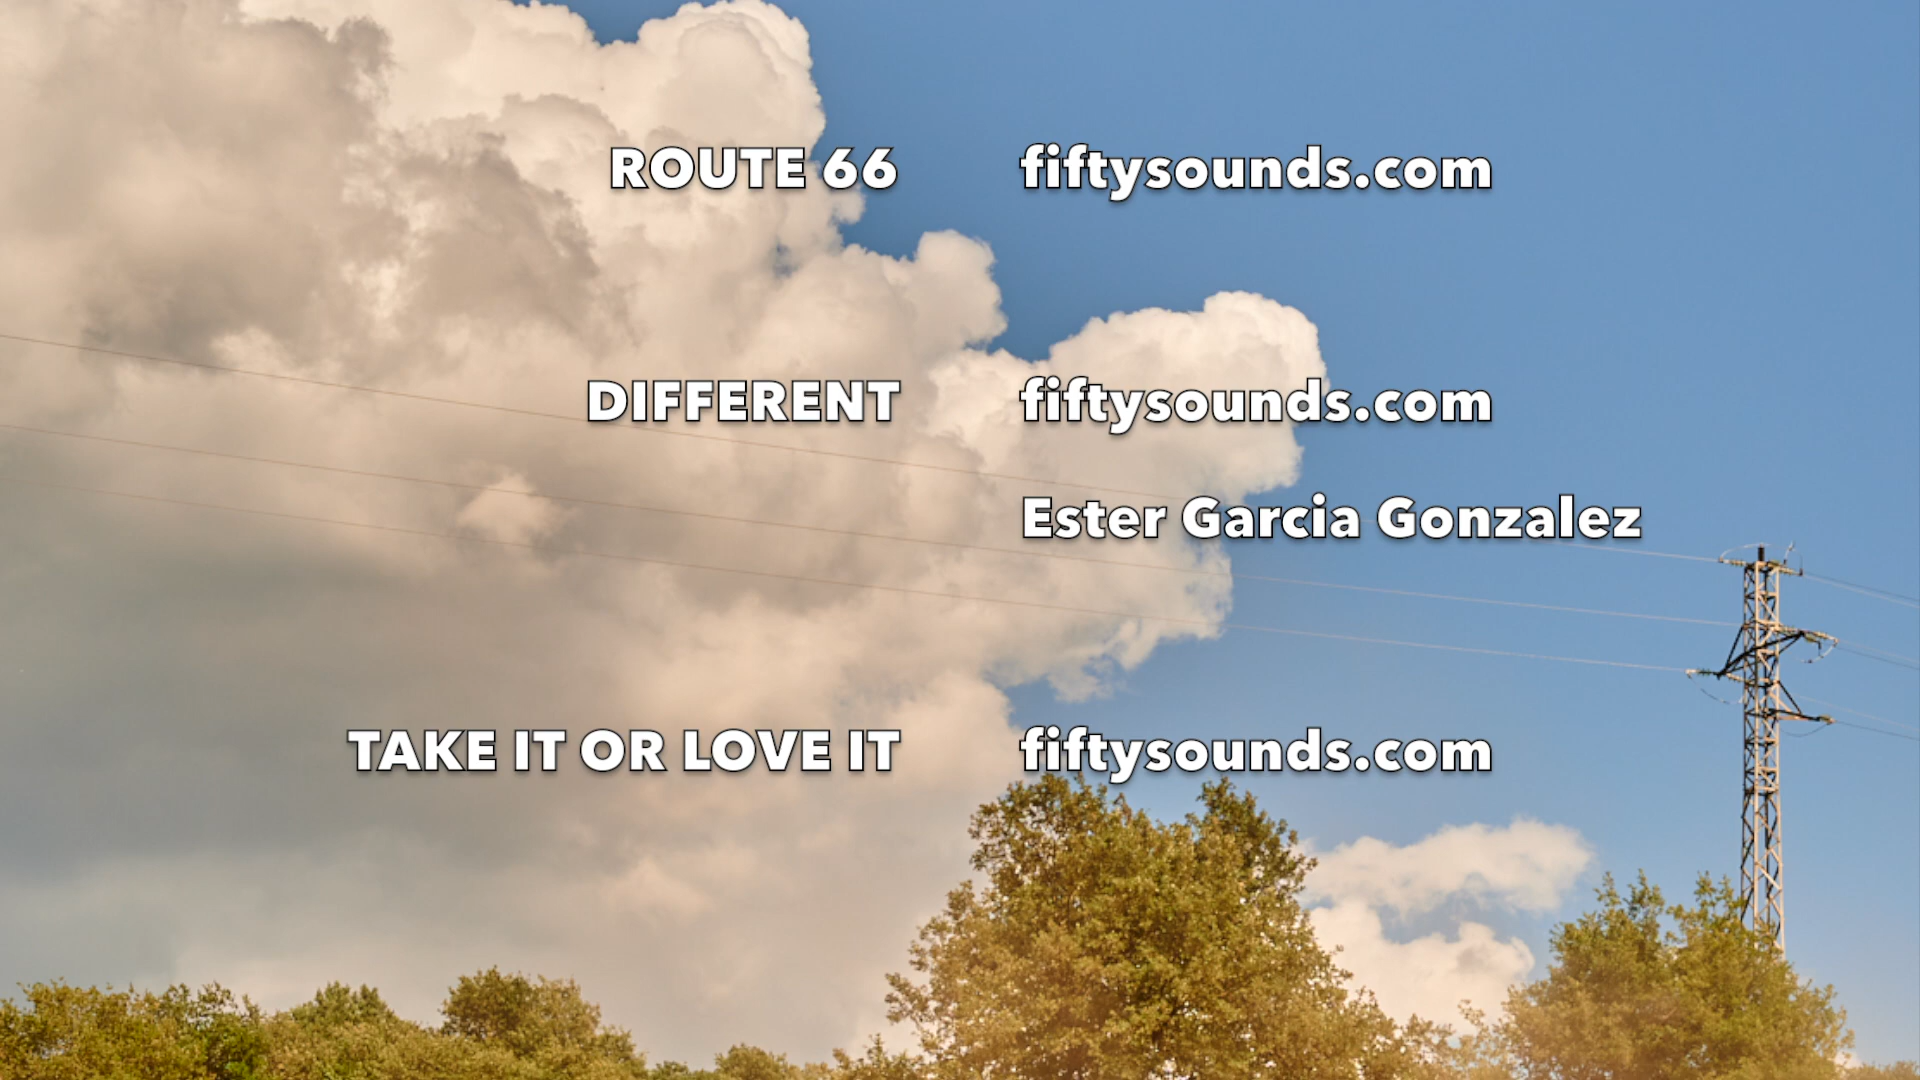 ROUTE 66 fiftysounds.com
DIFFERENT fiftysounds.com
Ester Garcia Gonzalez
TAKE IT OR LOVE IT fiftysounds.com